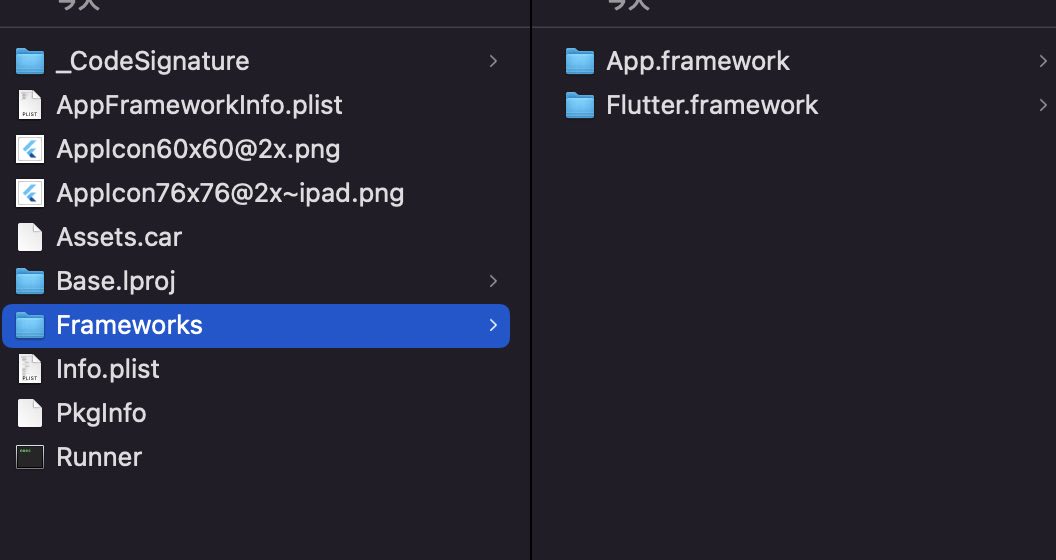 _CodeSignature
AppFrameworkInfo.plist
AppIcon60x60@2x.png
AppIcon76x76@2x~ipad.png
Assets.car
Base.lproj
Frameworks
Info.plist
PkgInfo
Runner
App.framework
Flutter.framework